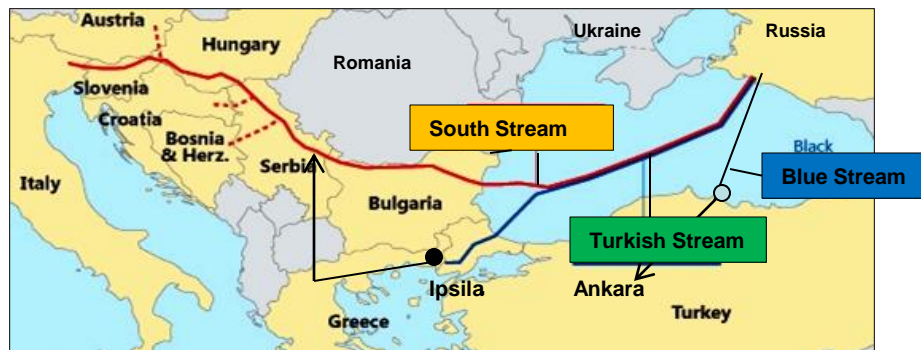 Austria
Hungary
Ukraine
Russia
Romania
Slovenia
Croatia
South Stream
Bosnia
& Herz.
Serbia
Black
Italy
Blue Stream
Bulgaria
Turkish Stream
Ipsila
Ankara
Greece
Turkey